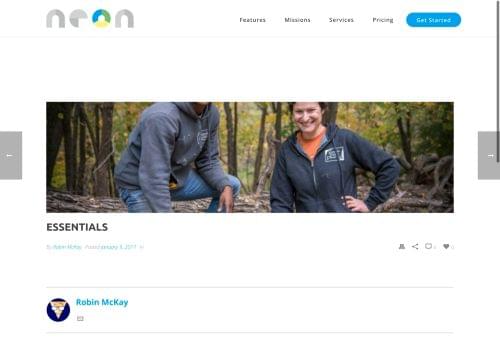 neon
Features Missions Services Pricing Get Started
← →
ESSENTIALS
By Robin McKay Posted January 9, 2017 In
0 0
Robin McKay